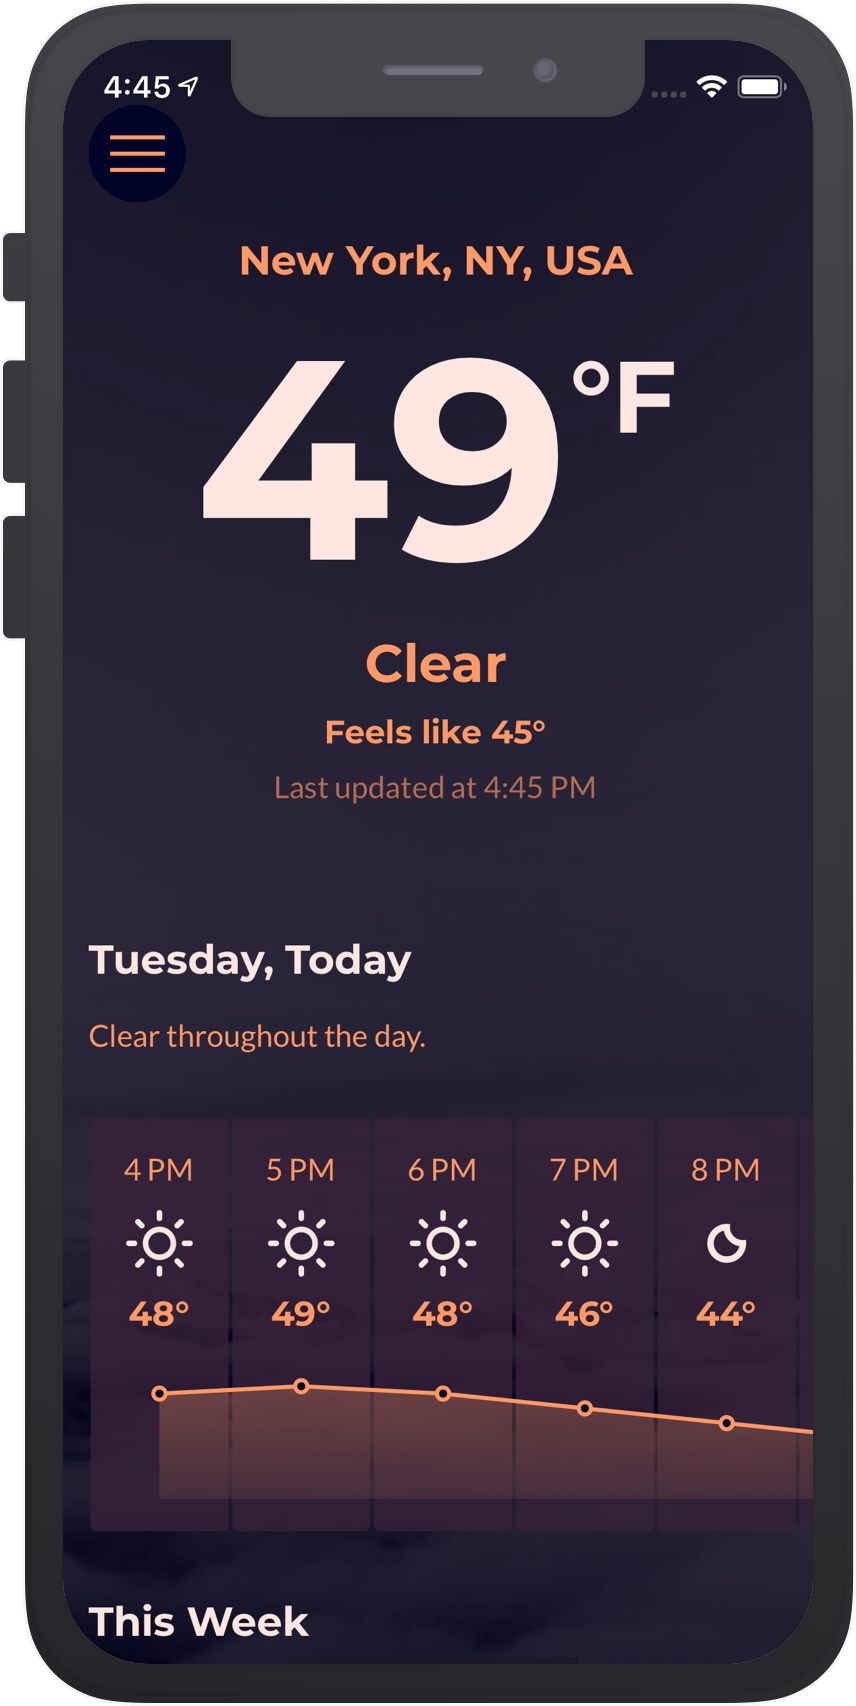 4:45
New York, NY, USA
49°F
Clear
Feels like 45°
Last updated at 4:45 PM
Tuesday, Today
Clear throughout the day.
4 PM 5 PM 6 PM 7 PM 8 PM
48° 49° 48° 46° 44°
This Week